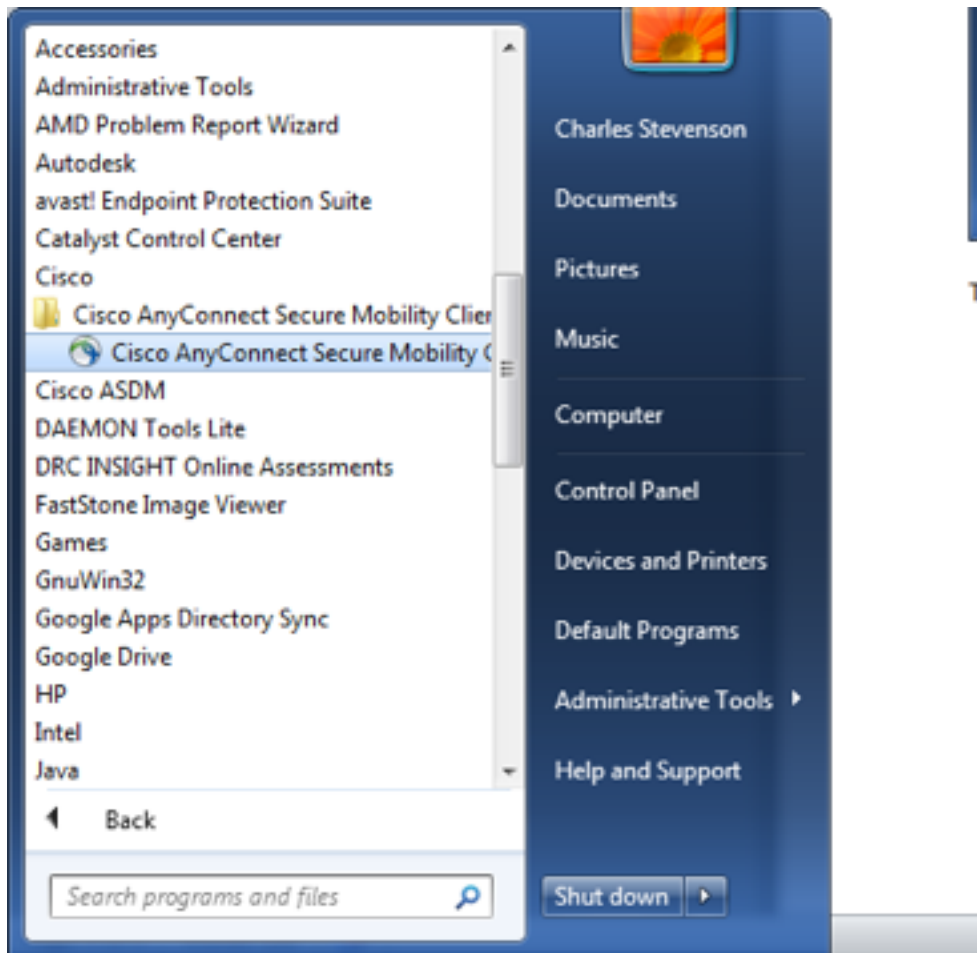 Accessories
Administrative Tools
AMD Problem Report Wizard
Autodesk
avast! Endpoint Protection Suite
Catalyst Control Center
Cisco
Cisco AnyConnect Secure Mobility Clien
Cisco AnyConnect Secure Mobility C
Cisco ASDM
DAEMON Tools Lite
DRC INSIGHT Online Assessments
FastStone Image Viewer
Games
GnuWin32
Google Apps Directory Sync
Google Drive
HP
Intel
Java
Back
Search programs and files
Charles Stevenson
Documents
Pictures
Music
Computer
Control Panel
Devices and Printers
Default Programs
Administrative Tools
Help and Support
Shut down